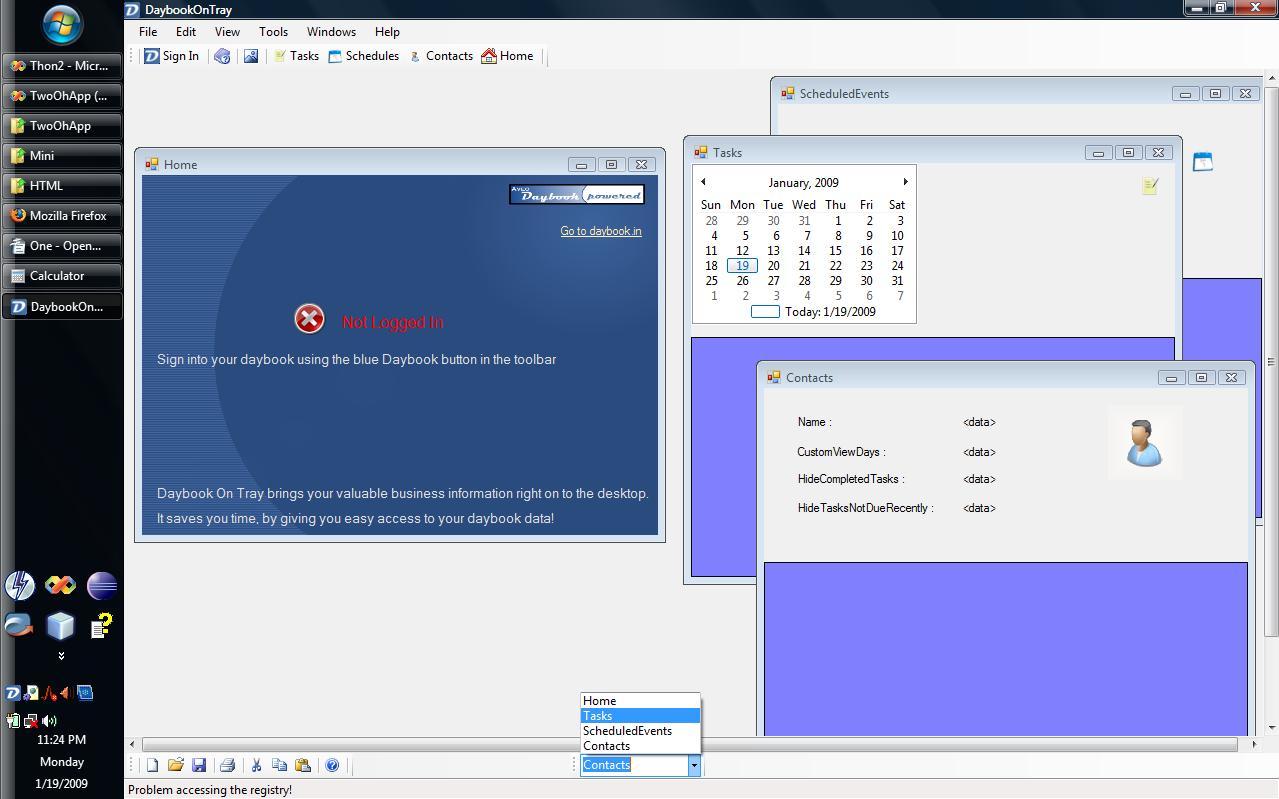 DaybookOnTray
File Edit View Tools Windows Help
Sign In Tasks Schedules Contacts Home
Thon2 - Micr...
TwoOhApp (...
TwoOhApp
Mini
HTML
Mozilla Firefox
One - Open...
Calculator
DaybookOn...
11:24 PM
Monday
1/19/2009
Home
Daybook powered
Go to daybook.in
Not Logged In
Sign into your daybook using the blue Daybook button in the toolbar
Daybook On Tray brings your valuable business information right on to the desktop.
It saves you time, by giving you easy access to your daybook data!
ScheduledEvents
Tasks
January, 2009
Sun Mon Tue Wed Thu Fri Sat
28 29 30 31 1 2 3
4 5 6 7 8 9 10
11 12 13 14 15 16 17
18 19 20 21 22 23 24
25 26 27 28 29 30 31
1 2 3 4 5 6 7
Today: 1/19/2009
Contacts
Name : <data>
CustomViewDays : <data>
HideCompletedTasks : <data>
HideTasksNotDueRecently : <data>
Home
Tasks
ScheduledEvents
Contacts
Contacts
Problem accessing the registry!